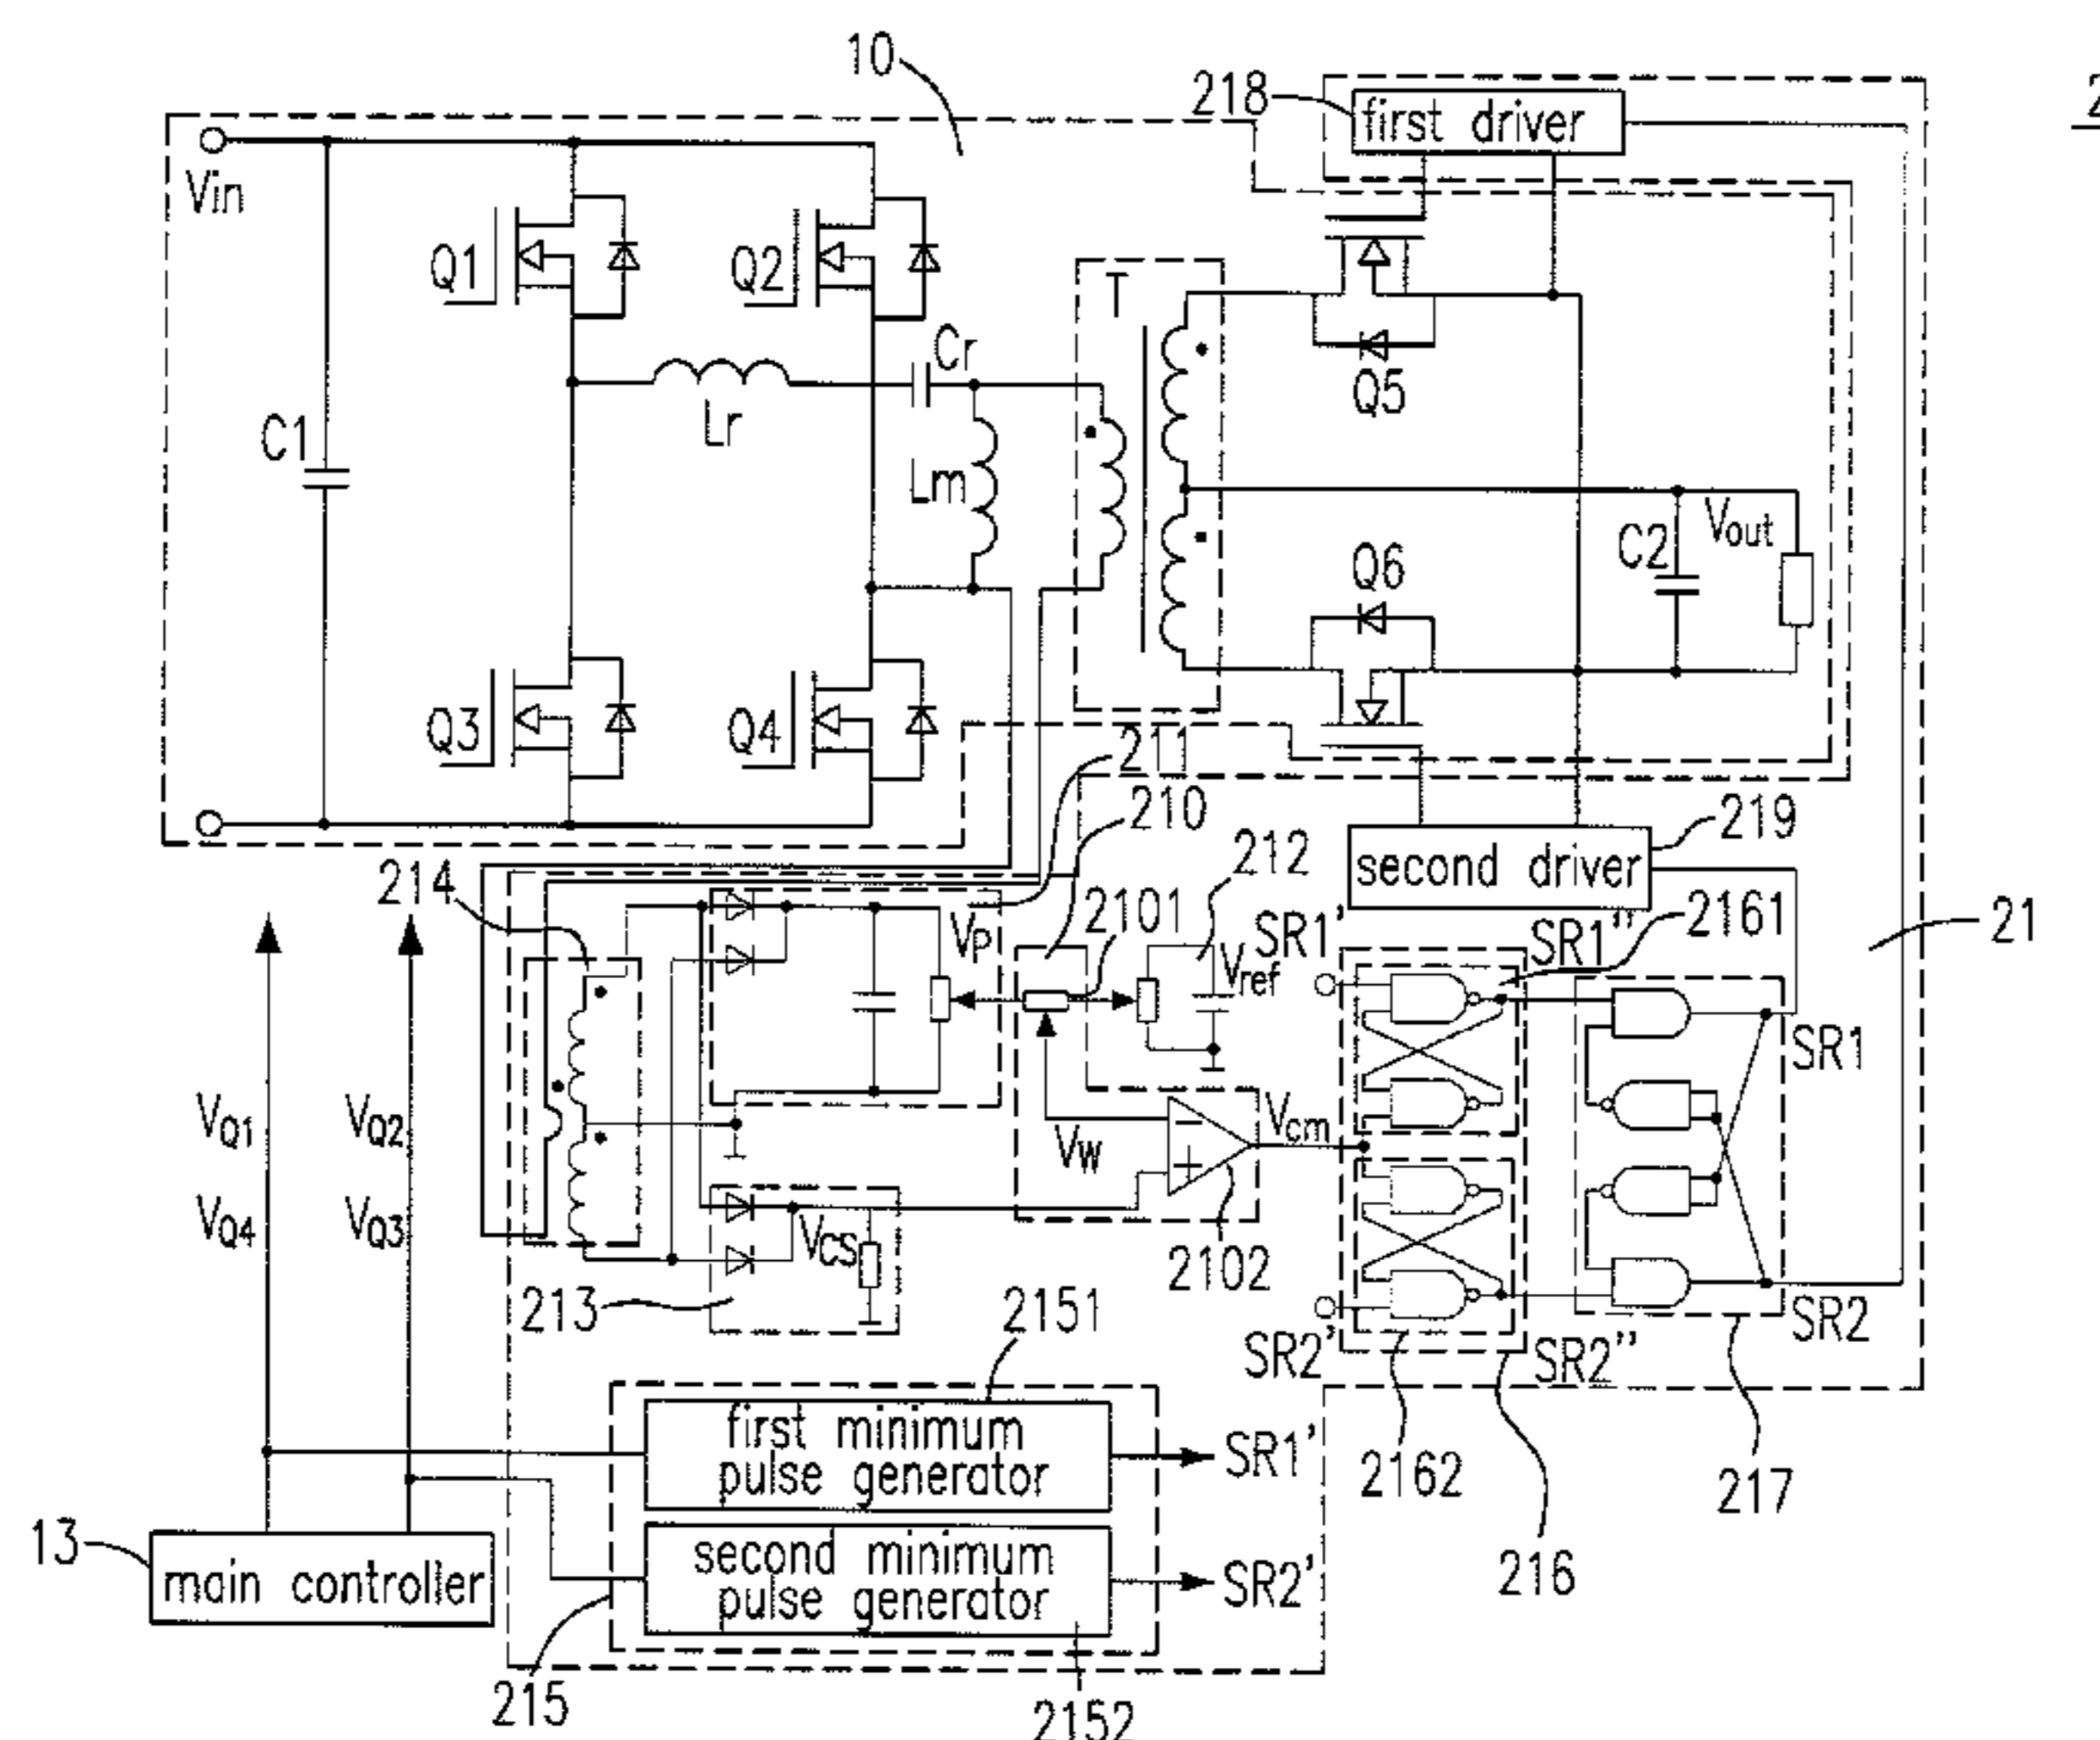 10
218
first driver
2
Vin
Q1
Q2
T
Cr
Q5
C1
Lr
Lm
Vout
C2
Q6
Q3
Q4
211
210
219
212
second driver
214
2101
SR1'
SR1''
2161
VP
Vref
21
SR1
VQ1
VQ2
Vcm
Vw
VQ4
VQ3
VCS
2102
213
2151
SR2'
SR2''
SR2
first minimum
pulse generator
SR1'
2162
217
13
main controller
second minimum
pulse generator
SR2'
216
215
2152